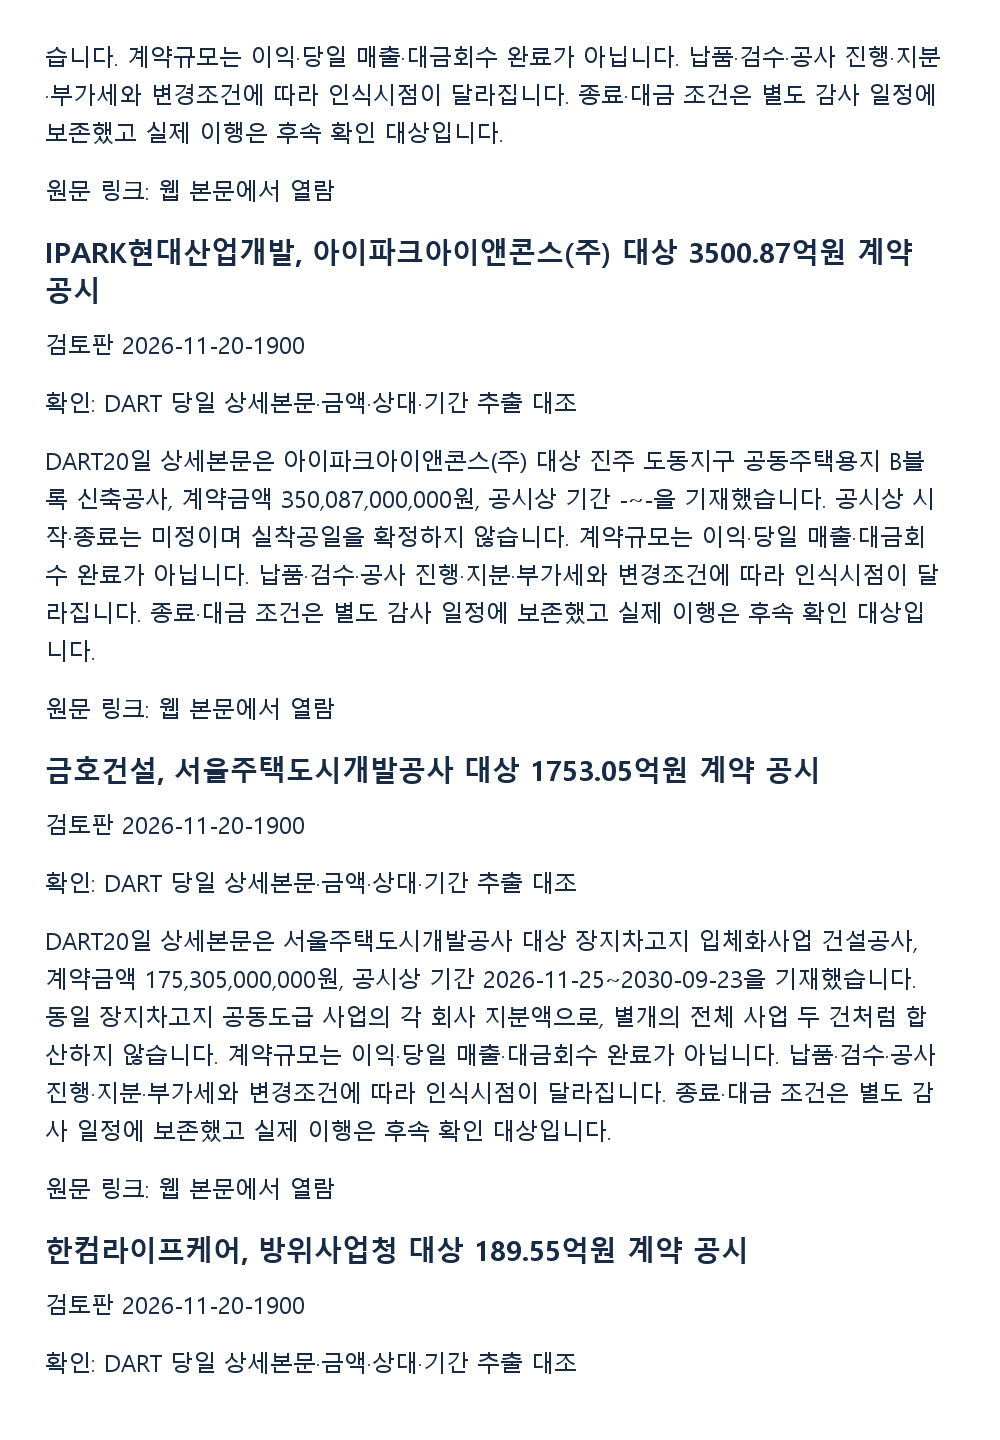 습니다. 계약규모는 이익·당일 매출·대금회수 완료가 아닙니다. 납품·검수·공사 진행·지분
·부가세와 변경조건에 따라 인식시점이 달라집니다. 종료·대금 조건은 별도 감사 일정에
보존했고 실제 이행은 후속 확인 대상입니다.
원문 링크: 웹 본문에서 열람
IPARK현대산업개발, 아이파크아이앤콘스(주) 대상 3500.87억원 계약
공시
검토판 2026-11-20-1900
확인: DART 당일 상세본문·금액·상대·기간 추출 대조
DART20일 상세본문은 아이파크아이앤콘스(주) 대상 진주 도동지구 공동주택용지 B블
록 신축공사, 계약금액 350,087,000,000원, 공시상 기간 -~-을 기재했습니다. 공시상 시
작·종료는 미정이며 실착공일을 확정하지 않습니다. 계약규모는 이익·당일 매출·대금회
수 완료가 아닙니다. 납품·검수·공사 진행·지분·부가세와 변경조건에 따라 인식시점이 달
라집니다. 종료·대금 조건은 별도 감사 일정에 보존했고 실제 이행은 후속 확인 대상입
니다.
원문 링크: 웹 본문에서 열람
금호건설, 서울주택도시개발공사 대상 1753.05억원 계약 공시
검토판 2026-11-20-1900
확인: DART 당일 상세본문·금액·상대·기간 추출 대조
DART20일 상세본문은 서울주택도시개발공사 대상 장지차고지 입체화사업 건설공사,
계약금액 175,305,000,000원, 공시상 기간 2026-11-25~2030-09-23을 기재했습니다.
동일 장지차고지 공동도급 사업의 각 회사 지분액으로, 별개의 전체 사업 두 건처럼 합
산하지 않습니다. 계약규모는 이익·당일 매출·대금회수 완료가 아닙니다. 납품·검수·공사
진행·지분·부가세와 변경조건에 따라 인식시점이 달라집니다. 종료·대금 조건은 별도 감
사 일정에 보존했고 실제 이행은 후속 확인 대상입니다.
원문 링크: 웹 본문에서 열람
한컴라이프케어, 방위사업청 대상 189.55억원 계약 공시
검토판 2026-11-20-1900
확인: DART 당일 상세본문·금액·상대·기간 추출 대조